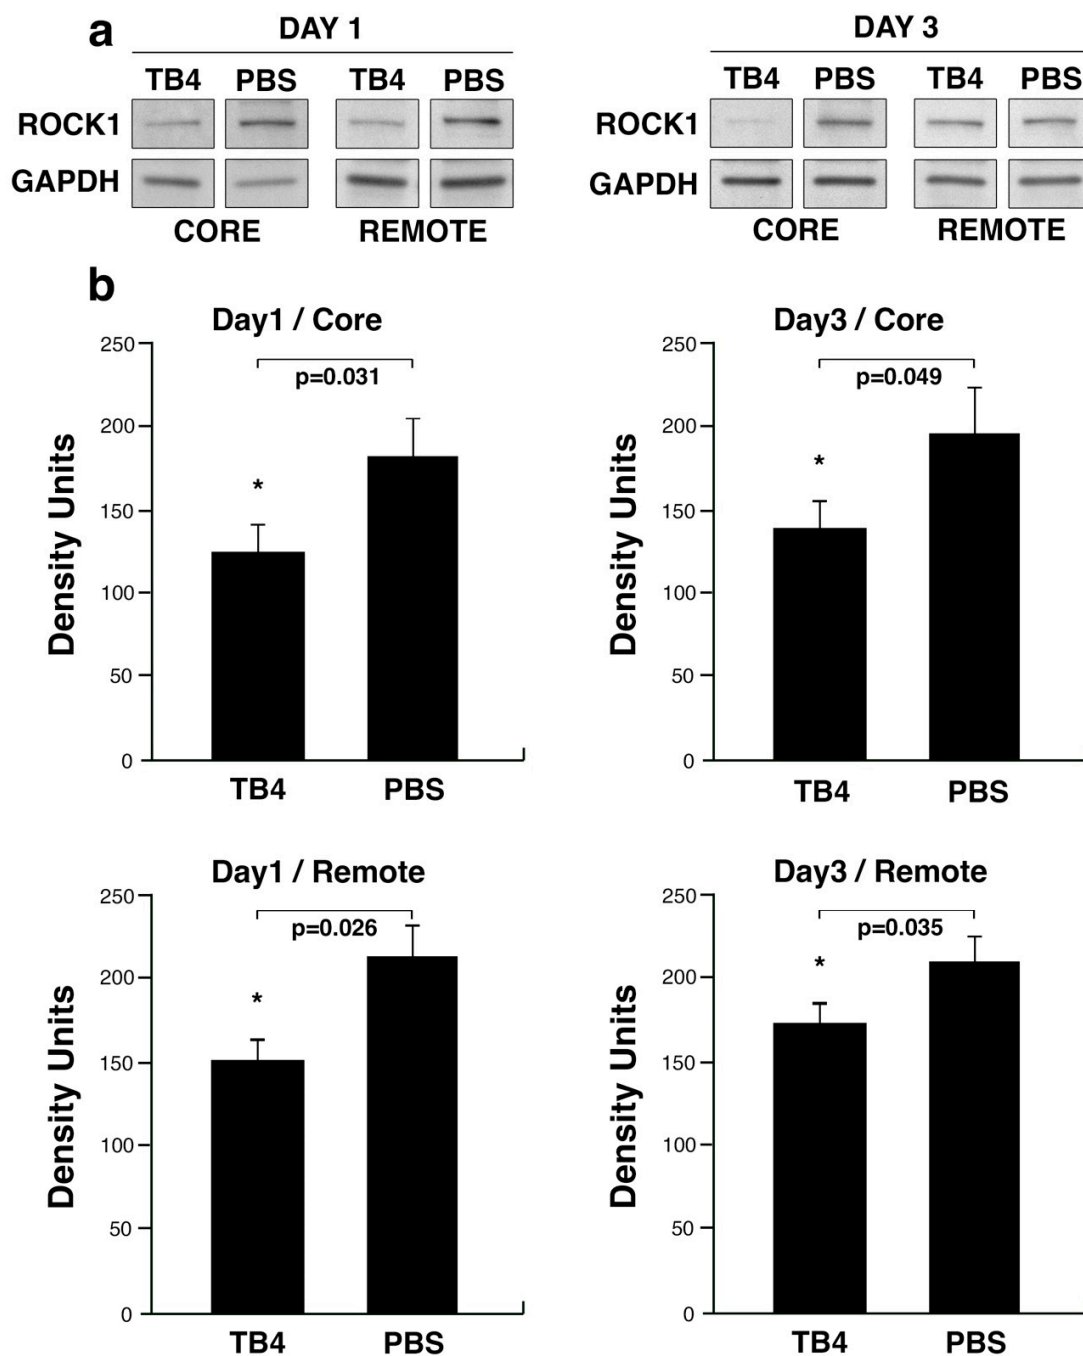 a
DAY 1
DAY 3
TB4 PBS TB4 PBS
TB4 PBS TB4 PBS
ROCK1
ROCK1
GAPDH
GAPDH
CORE REMOTE
CORE REMOTE
b
Day1 / Core
250
200
150
100
50
0
Density Units
p=0.031
*
TB4 PBS
Day3 / Core
250
200
150
100
50
0
Density Units
p=0.049
*
TB4 PBS
Day1 / Remote
250
200
150
100
50
0
Density Units
p=0.026
*
TB4 PBS
Day3 / Remote
250
200
150
100
50
0
Density Units
p=0.035
*
TB4 PBS